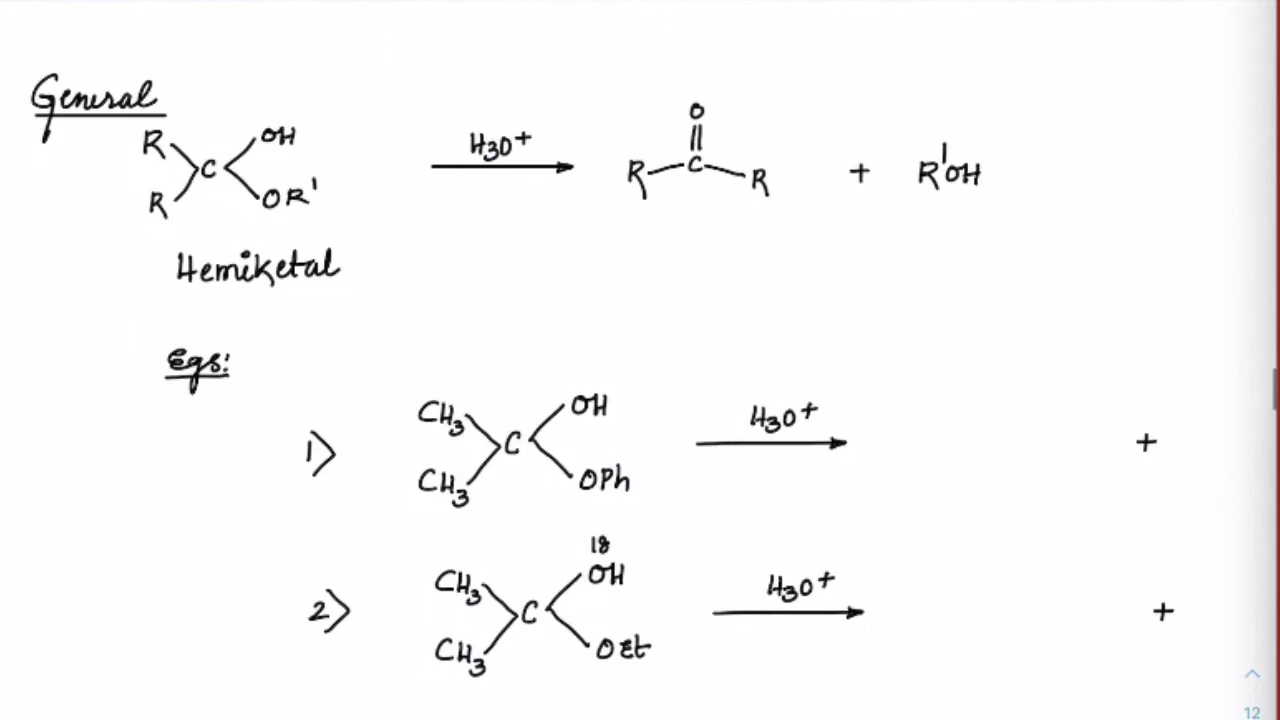 General
R OH H3O+ O
C C
R OR' R R + R'OH
Hemiketal
Egs:
CH3 OH H3O+
1) C +
CH3 OPh
18
CH3 OH H3O+
2) C +
CH3 OEt
12